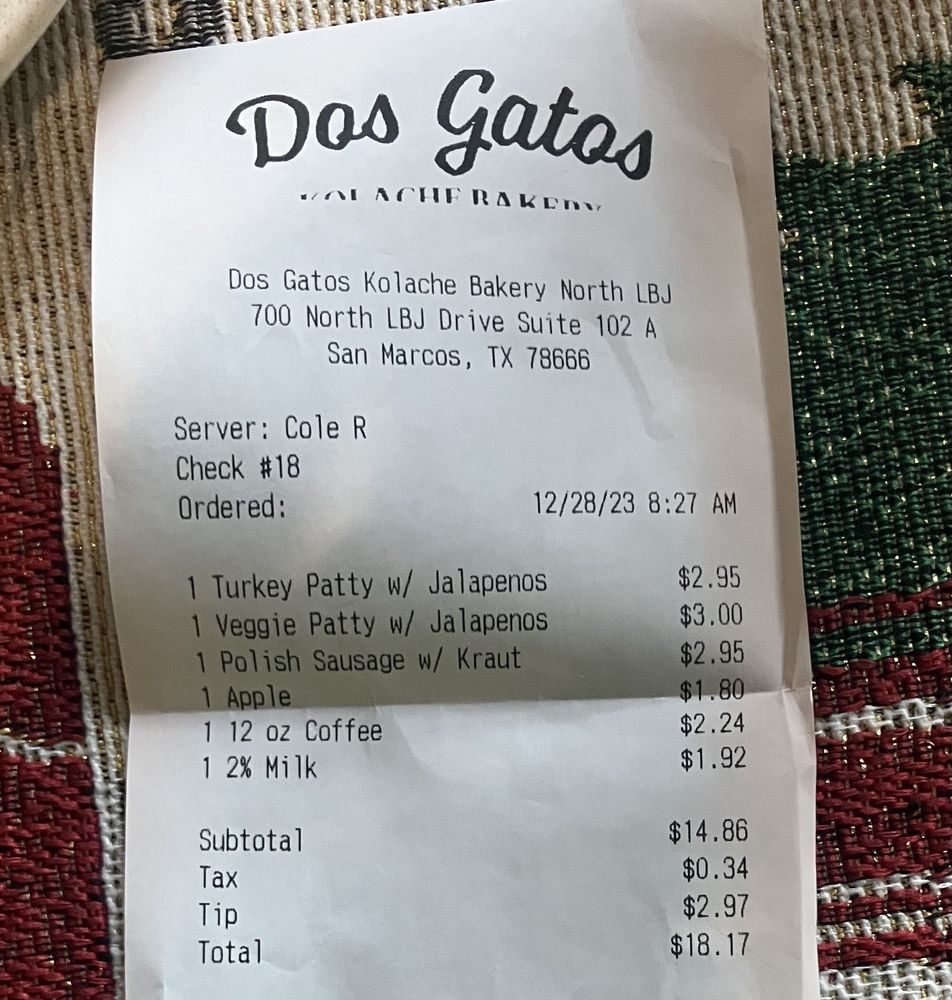 Dos Gatos
KOLACHE BAKERY
Dos Gatos Kolache Bakery North LBJ
700 North LBJ Drive Suite 102 A
San Marcos, TX 78666
Server: Cole R
Check #18
Ordered: 12/28/23 8:27 AM
1 Turkey Patty w/ Jalapenos $2.95
1 Veggie Patty w/ Jalapenos $3.00
1 Polish Sausage w/ Kraut $2.95
1 Apple $1.80
1 12 oz Coffee $2.24
1 2% Milk $1.92
Subtotal $14.86
Tax $0.34
Tip $2.97
Total $18.17